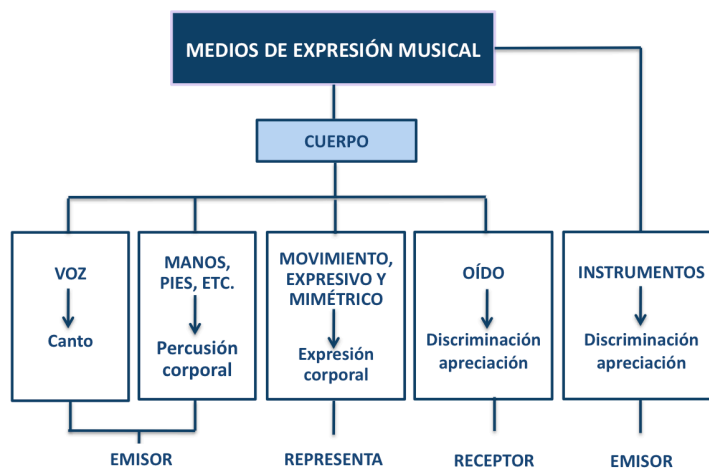 MEDIOS DE EXPRESIÓN MUSICAL
CUERPO
VOZ
Canto
MANOS,
PIES, ETC.
Percusión
corporal
MOVIMIENTO,
EXPRESIVO Y
MIMÉTRICO
Expresión
corporal
OÍDO
Discriminación
apreciación
INSTRUMENTOS
Discriminación
apreciación
EMISOR
REPRESENTA
RECEPTOR
EMISOR